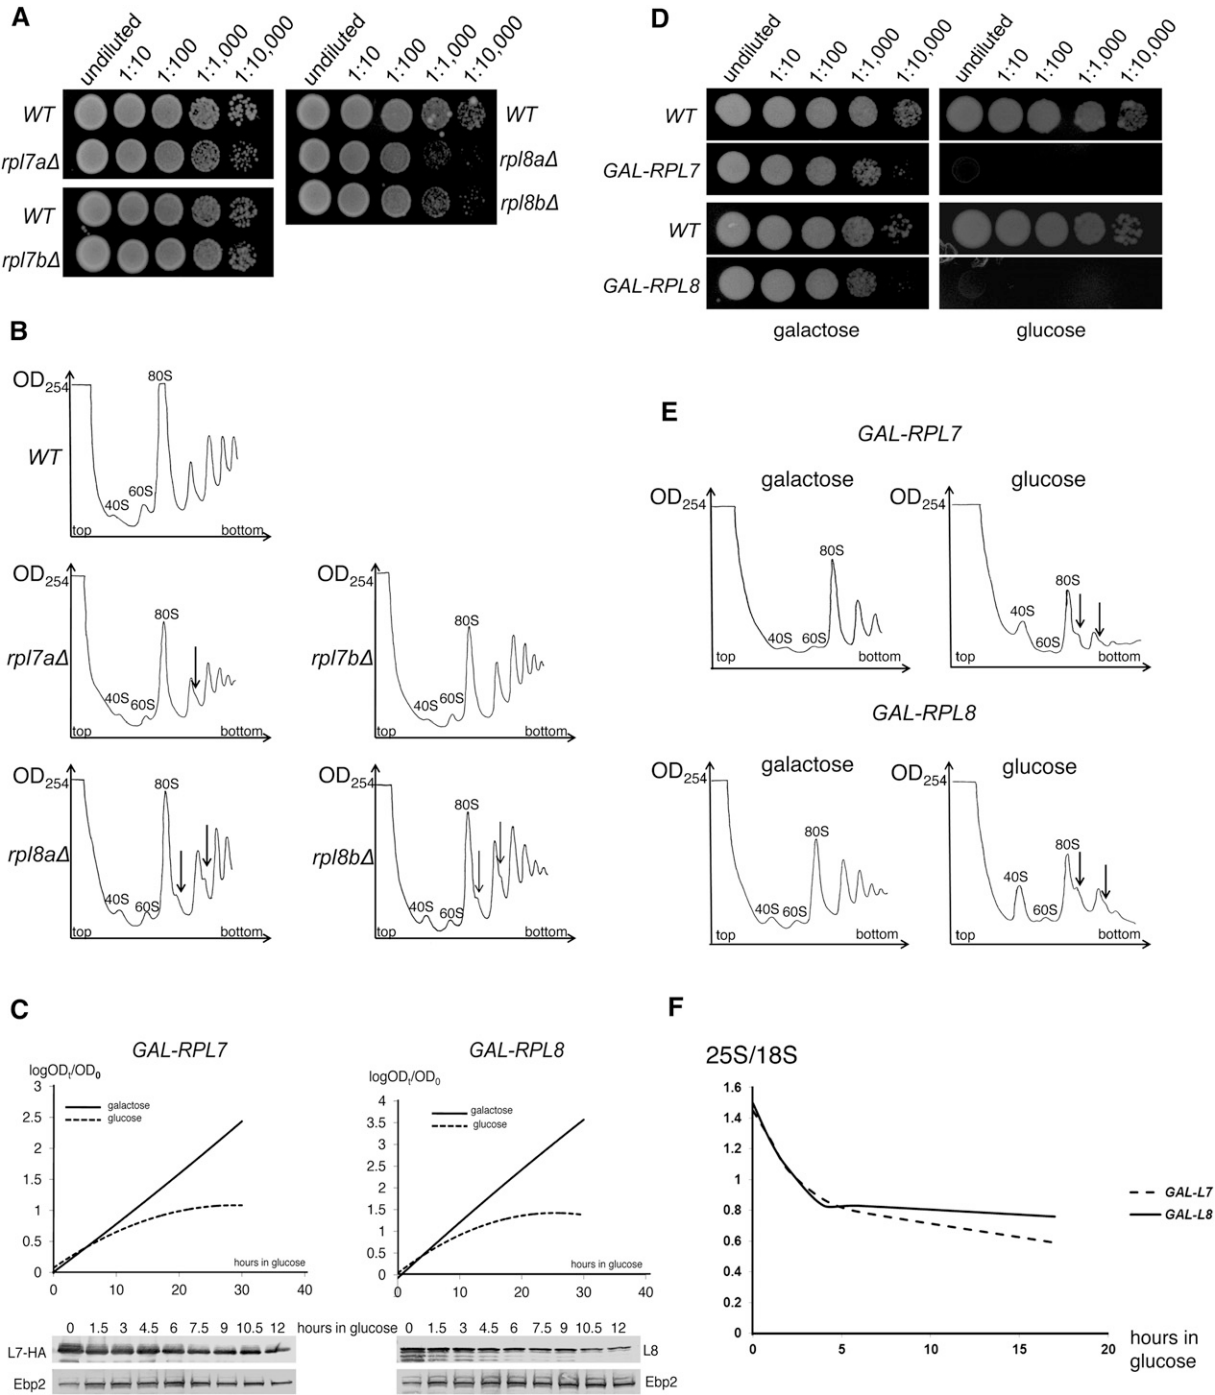 A
undiluted 1:10 1:100 1:1,000 1:10,000
undiluted 1:10 1:100 1:1,000 1:10,000
WT
WT
rpl7aΔ
rpl8aΔ
WT
rpl8bΔ
rpl7bΔ
D
undiluted 1:10 1:100 1:1,000 1:10,000
undiluted 1:10 1:100 1:1,000 1:10,000
WT
GAL-RPL7
WT
GAL-RPL8
galactose glucose
B
OD254
WT
80S
40S 60S
top bottom
OD254
rpl7aΔ
80S
40S 60S
top bottom
OD254
rpl7bΔ
80S
40S 60S
top bottom
OD254
rpl8aΔ
80S
40S 60S
top bottom
OD254
rpl8bΔ
80S
40S 60S
top bottom
E
GAL-RPL7
galactose glucose
OD254
80S
40S 60S
top bottom
OD254
80S
40S
60S
top bottom
GAL-RPL8
galactose glucose
OD254
80S
40S 60S
top bottom
OD254
80S
40S
60S
top bottom
C
GAL-RPL7
logODt/OD0
3
2.5
2
1.5
1
0.5
0
galactose
glucose
hours in glucose
0 10 20 30 40
GAL-RPL8
logODt/OD0
4
3.5
3
2.5
2
1.5
1
0.5
0
galactose
glucose
hours in glucose
0 10 20 30 40
0 1.5 3 4.5 6 7.5 9 10.5 12 hours in glucose 0 1.5 3 4.5 6 7.5 9 10.5 12
L7-HA L8
Ebp2 Ebp2
F
25S/18S
1.6
1.4
1.2
1
0.8
0.6
0.4
0.2
0
0 5 10 15 20
hours in
glucose
GAL-L7
GAL-L8